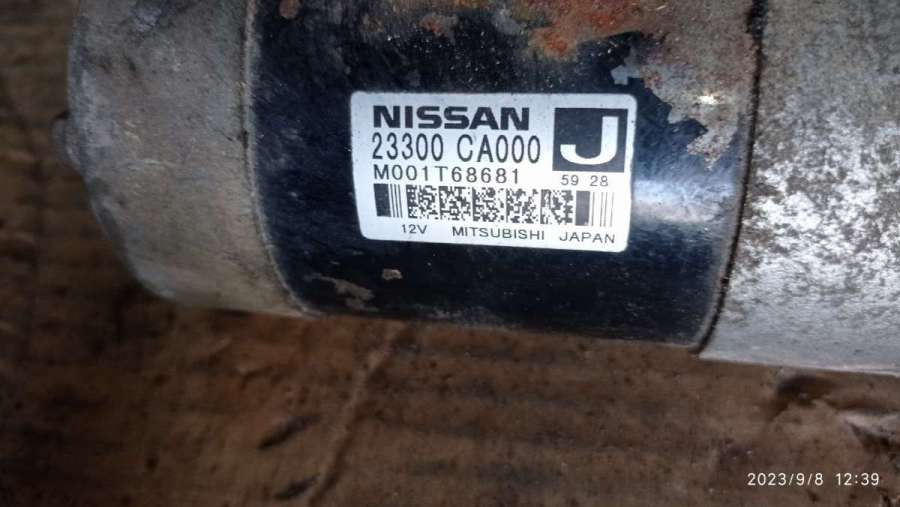 NISSAN
J
23300 CA000
M001T68681
59 28
12V MITSUBISHI JAPAN
2023/9/8 12:39